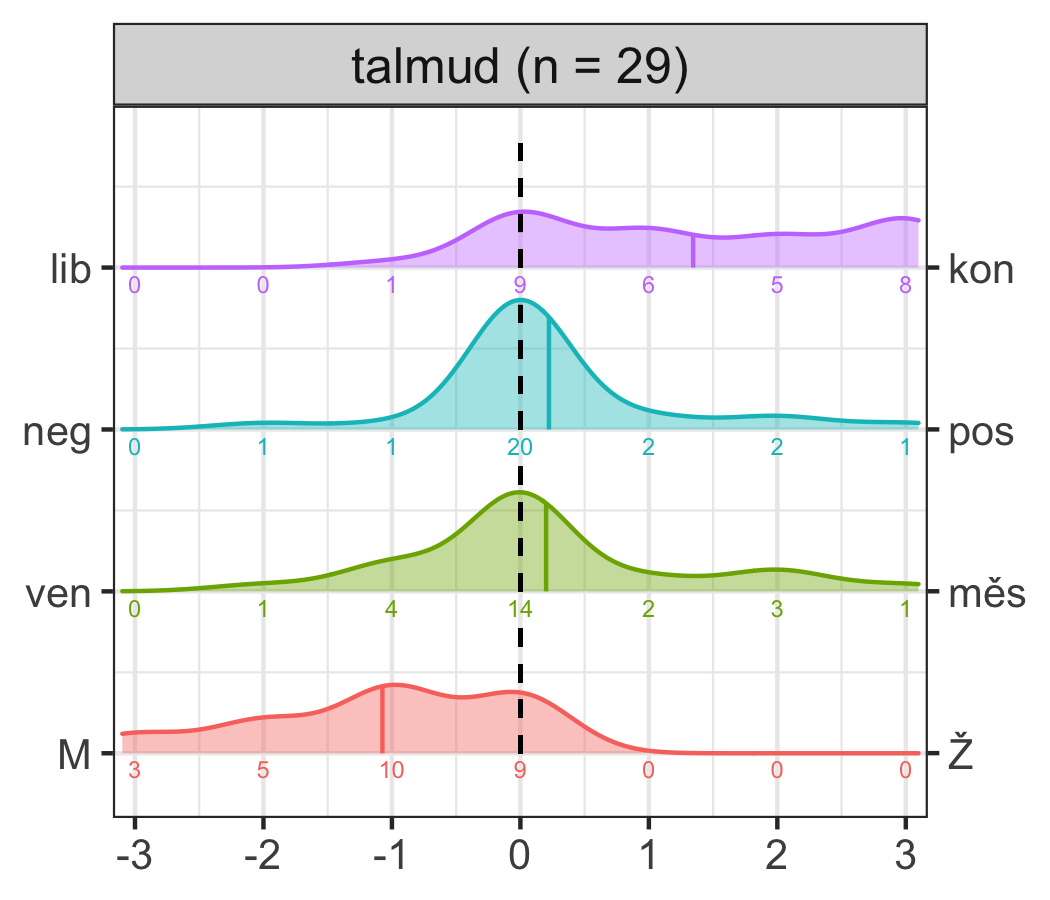 talmud (n = 29)
lib kon
0 0 1 9 6 5 8
neg pos
0 1 1 20 2 2 1
ven měs
0 1 4 14 2 3 1
M Ž
3 5 10 9 0 0 0
-3 -2 -1 0 1 2 3